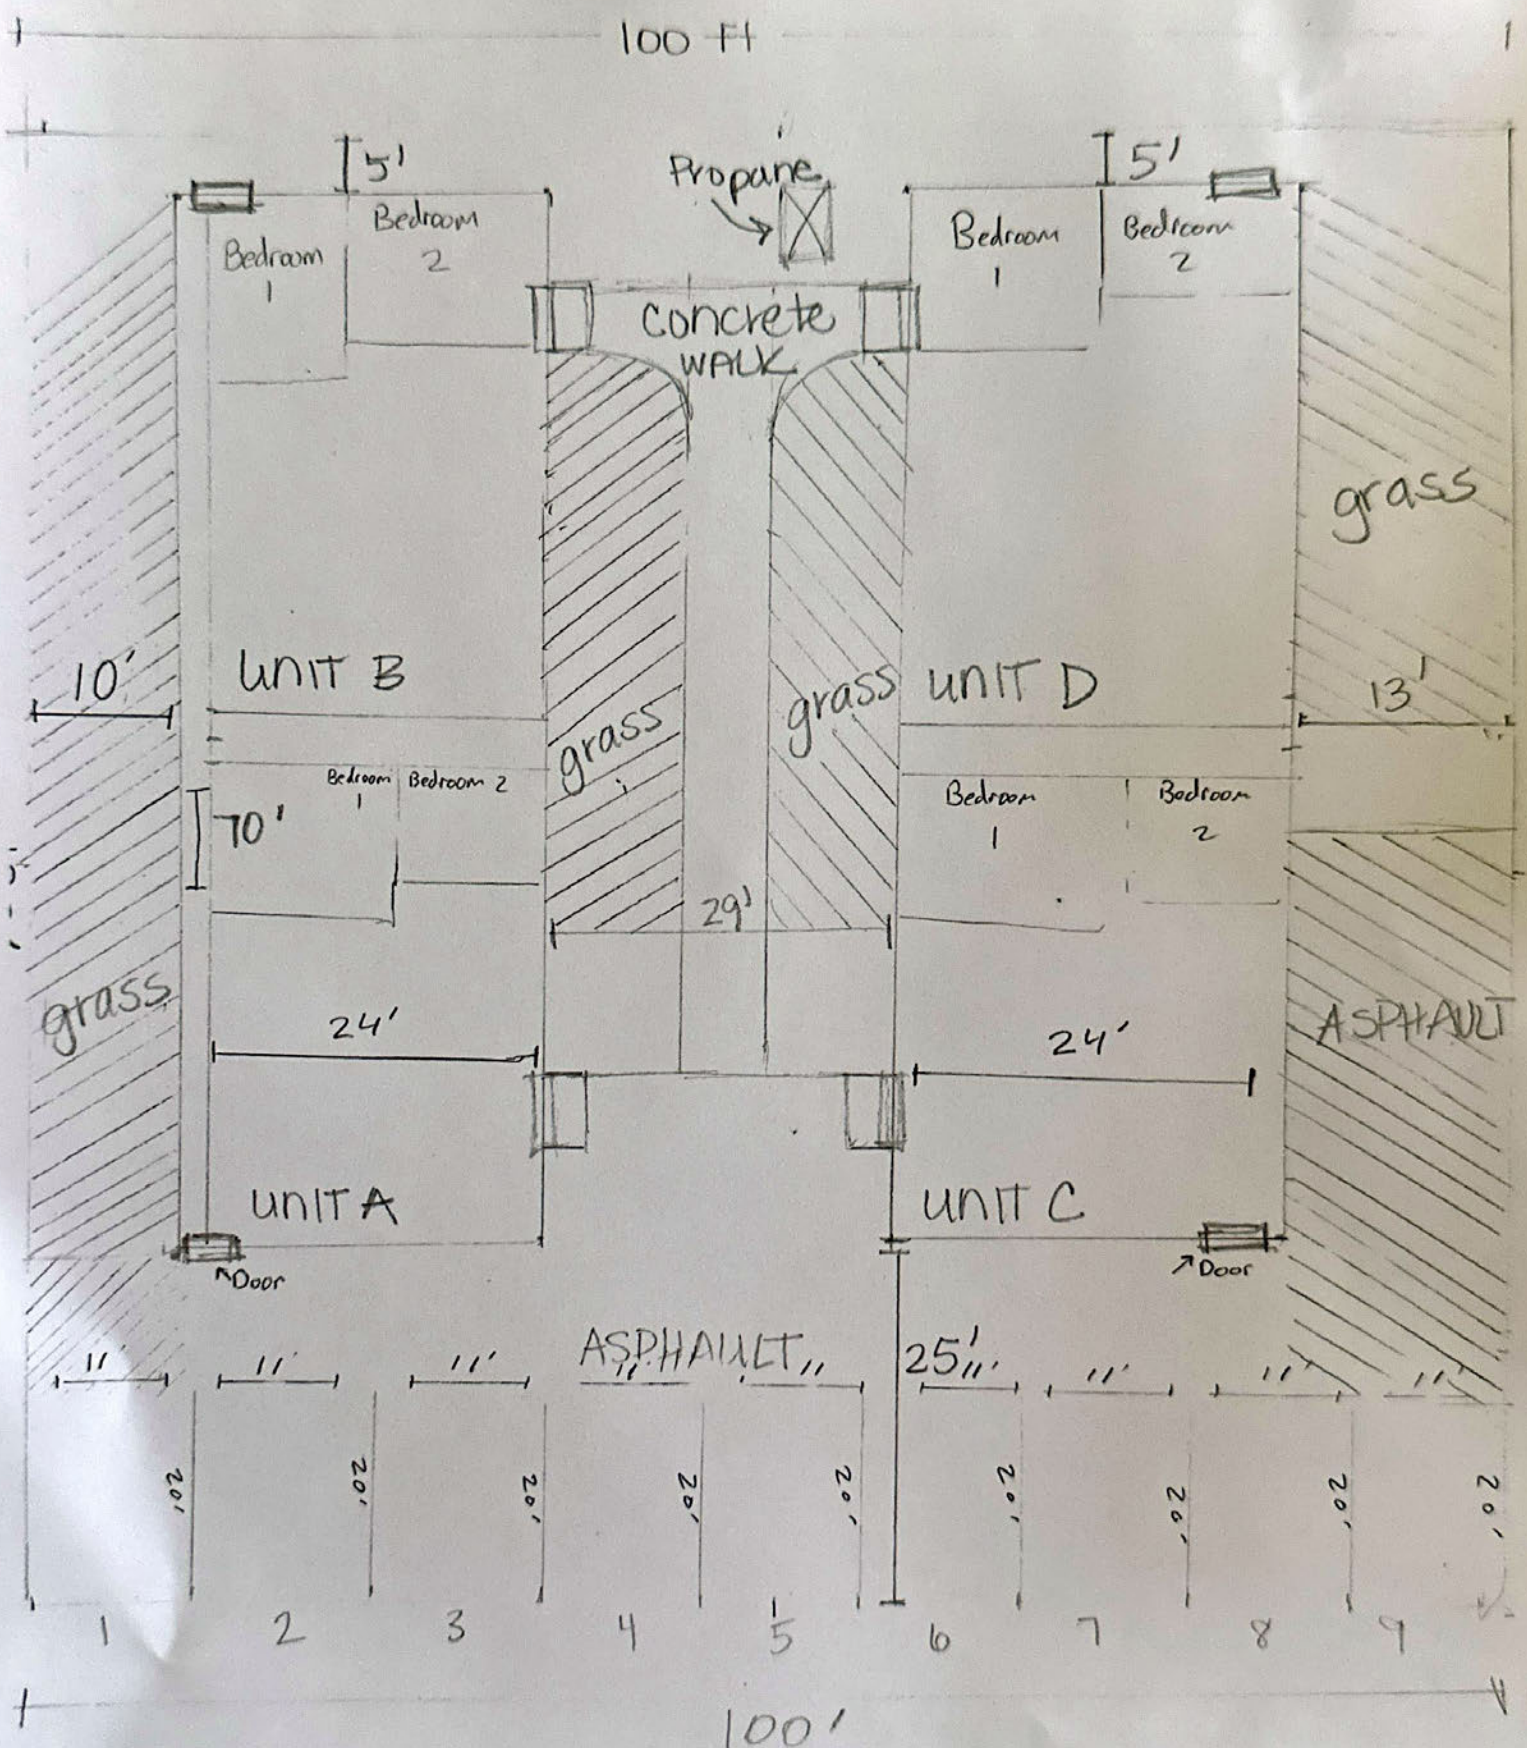 100 Ft
5'
5'
Propane
Bedroom
1
Bedroom
2
Bedroom
1
Bedroom
2
concrete
WALK
grass
UNIT B
UNIT D
10'
grass
grass
13'
Bedroom
1
Bedroom 2
Bedroom
1
Bedroom
2
70'
29'
grass
24'
24'
ASPHAULT
UNIT A
UNIT C
Door
Door
ASPHAULT
25'
11'
11'
11'
11
11
11'
11'
11'
11'
20'
20'
20'
20'
20'
20'
20'
20'
20'
1 2 3 4 5 6 7 8 9
100'